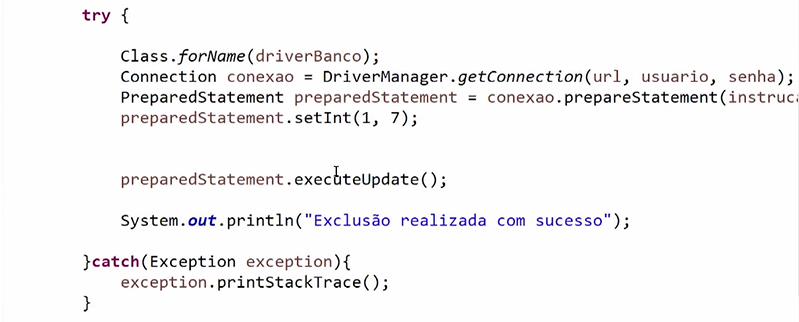 try {
Class.forName(driverBanco);
Connection conexao = DriverManager.getConnection(url, usuario, senha);
PreparedStatement preparedStatement = conexao.prepareStatement(instruca
preparedStatement.setInt(1, 7);
preparedStatement.executeUpdate();
System.out.println("Exclusão realizada com sucesso");
}catch(Exception exception){
exception.printStackTrace();
}